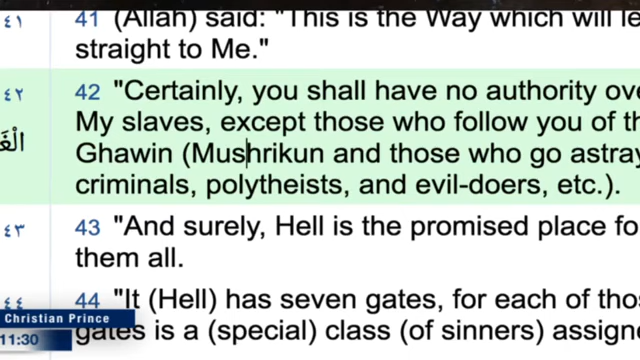 ٤١ 41 (Allah) said: "This is the Way which will le
straight to Me."
٤٢ 42 "Certainly, you shall have no authority ove
My slaves, except those who follow you of th
الْغَا Ghawin (Mushrikun and those who go astray
criminals, polytheists, and evil-doers, etc.).
٤٣ 43 "And surely, Hell is the promised place fo
them all.
٤٤ 44 "It (Hell) has seven gates, for each of thos
Christian Prince
gates is a (special) class (of sinners) assigne
11:30